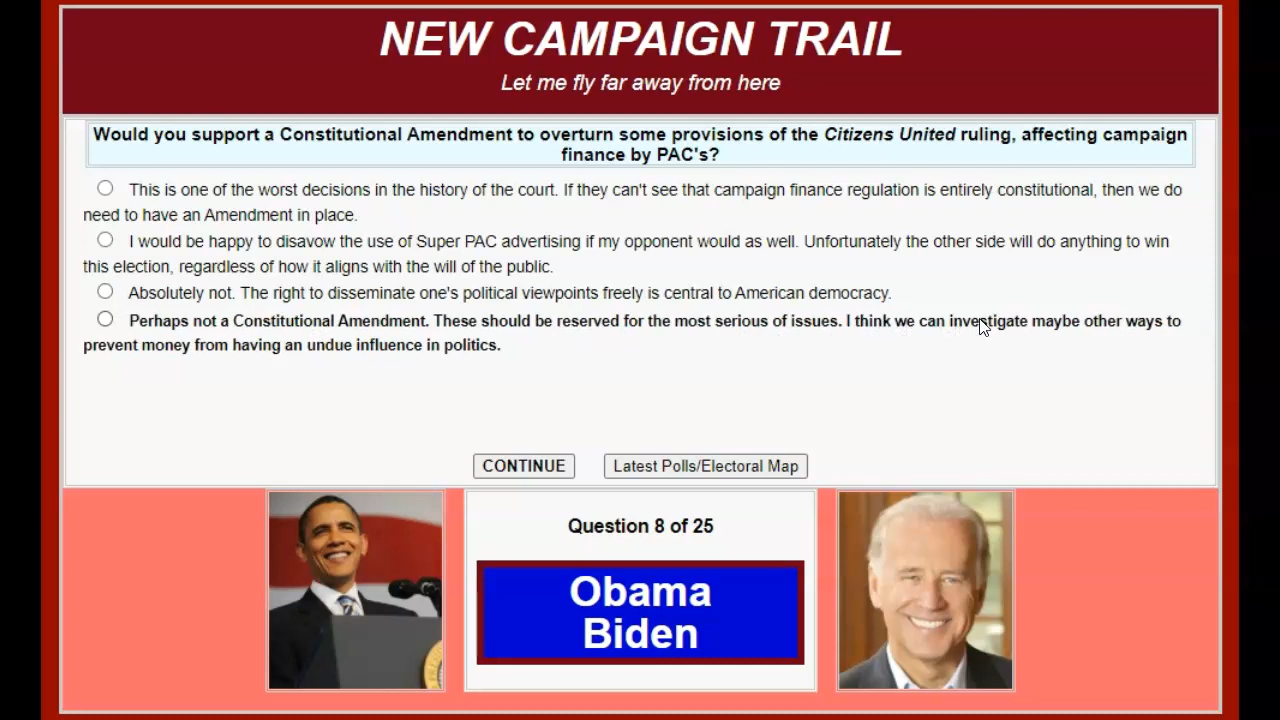 NEW CAMPAIGN TRAIL
Let me fly far away from here
Would you support a Constitutional Amendment to overturn some provisions of the Citizens United ruling, affecting campaign
finance by PAC's?
This is one of the worst decisions in the history of the court. If they can't see that campaign finance regulation is entirely constitutional, then we do
need to have an Amendment in place.
I would be happy to disavow the use of Super PAC advertising if my opponent would as well. Unfortunately the other side will do anything to win
this election, regardless of how it aligns with the will of the public.
Absolutely not. The right to disseminate one's political viewpoints freely is central to American democracy.
Perhaps not a Constitutional Amendment. These should be reserved for the most serious of issues. I think we can investigate maybe other ways to
prevent money from having an undue influence in politics.
CONTINUE Latest Polls/Electoral Map
Question 8 of 25
Obama
Biden